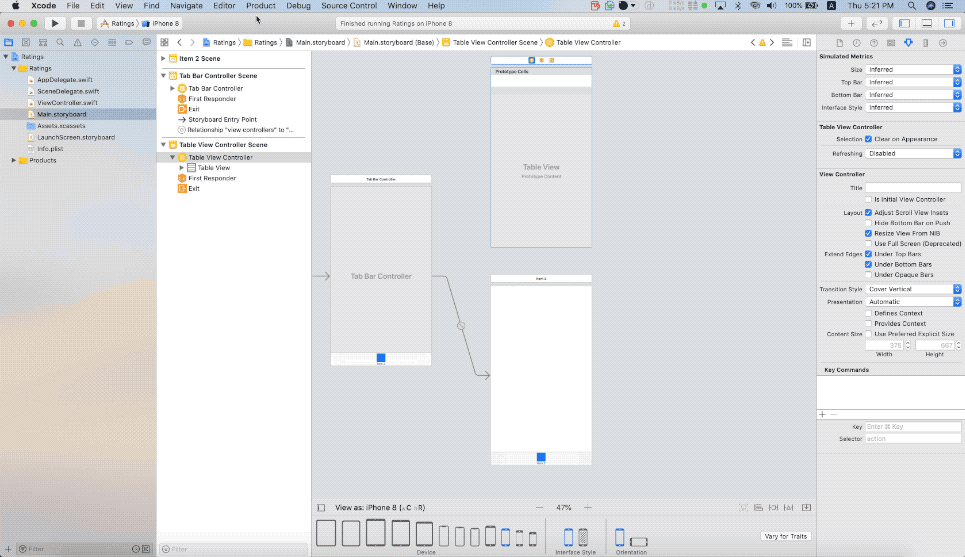 Xcode File Edit View Find Navigate Editor Product Debug Source Control Window Help 100% Thu 5:21 PM
Ratings iPhone 8 Finished running Ratings on iPhone 8 2
Ratings Ratings Main.storyboard Main.storyboard (Base) Table View Controller Scene Table View Controller
Ratings
Ratings
AppDelegate.swift
SceneDelegate.swift
ViewController.swift
Main.storyboard
Assets.xcassets
LaunchScreen.storyboard
Info.plist
Products
Filter
Item 2 Scene
Tab Bar Controller Scene
Tab Bar Controller
First Responder
Exit
Storyboard Entry Point
Relationship "view controllers" to "...
Table View Controller Scene
Table View Controller
Table View
First Responder
Exit
Filter
Tab Bar Controller
Tab Bar Controller
Prototype Cells
Table View
Prototype Content
Item 2
View as: iPhone 8 (wC hR)
47%
Device
Interface Style
Orientation
Vary for Traits
Simulated Metrics
Size Inferred
Top Bar Inferred
Bottom Bar Inferred
Interface Style Inferred
Table View Controller
Selection Clear on Appearance
Refreshing Disabled
View Controller
Title
Is Initial View Controller
Layout Adjust Scroll View Insets
Hide Bottom Bar on Push
Resize View From NIB
Use Full Screen (Deprecated)
Extend Edges Under Top Bars
Under Bottom Bars
Under Opaque Bars
Transition Style Cover Vertical
Presentation Automatic
Defines Context
Provides Context
Content Size Use Preferred Explicit Size
375 667
Width Height
Key Commands
Key Enter ⌘ Key
Selector action